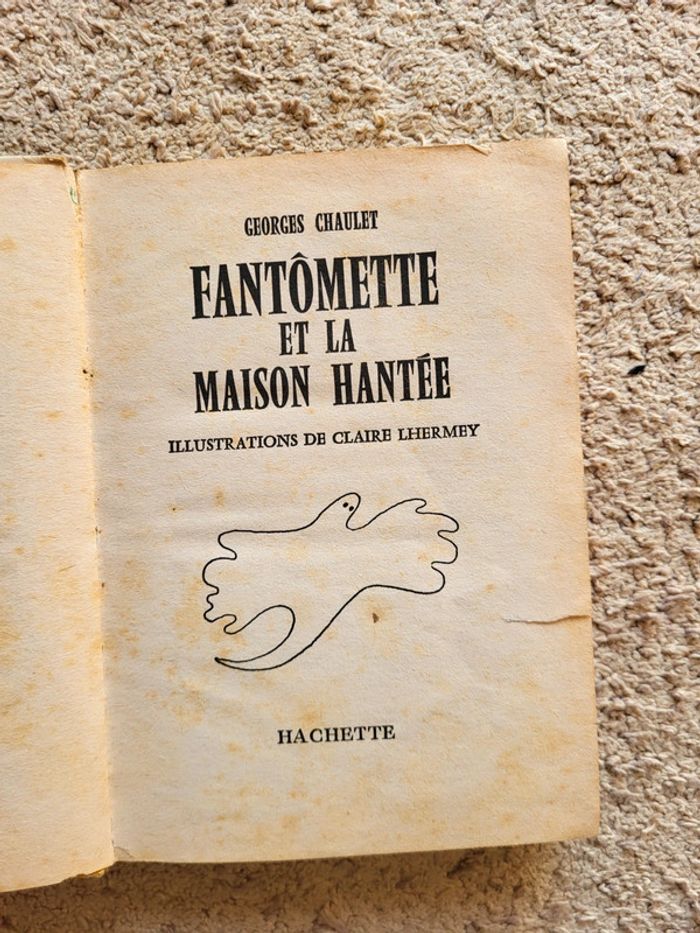 GEORGES CHAULET
FANTÔMETTE
ET LA
MAISON HANTÉE
ILLUSTRATIONS DE CLAIRE LHERMEY
HACHETTE